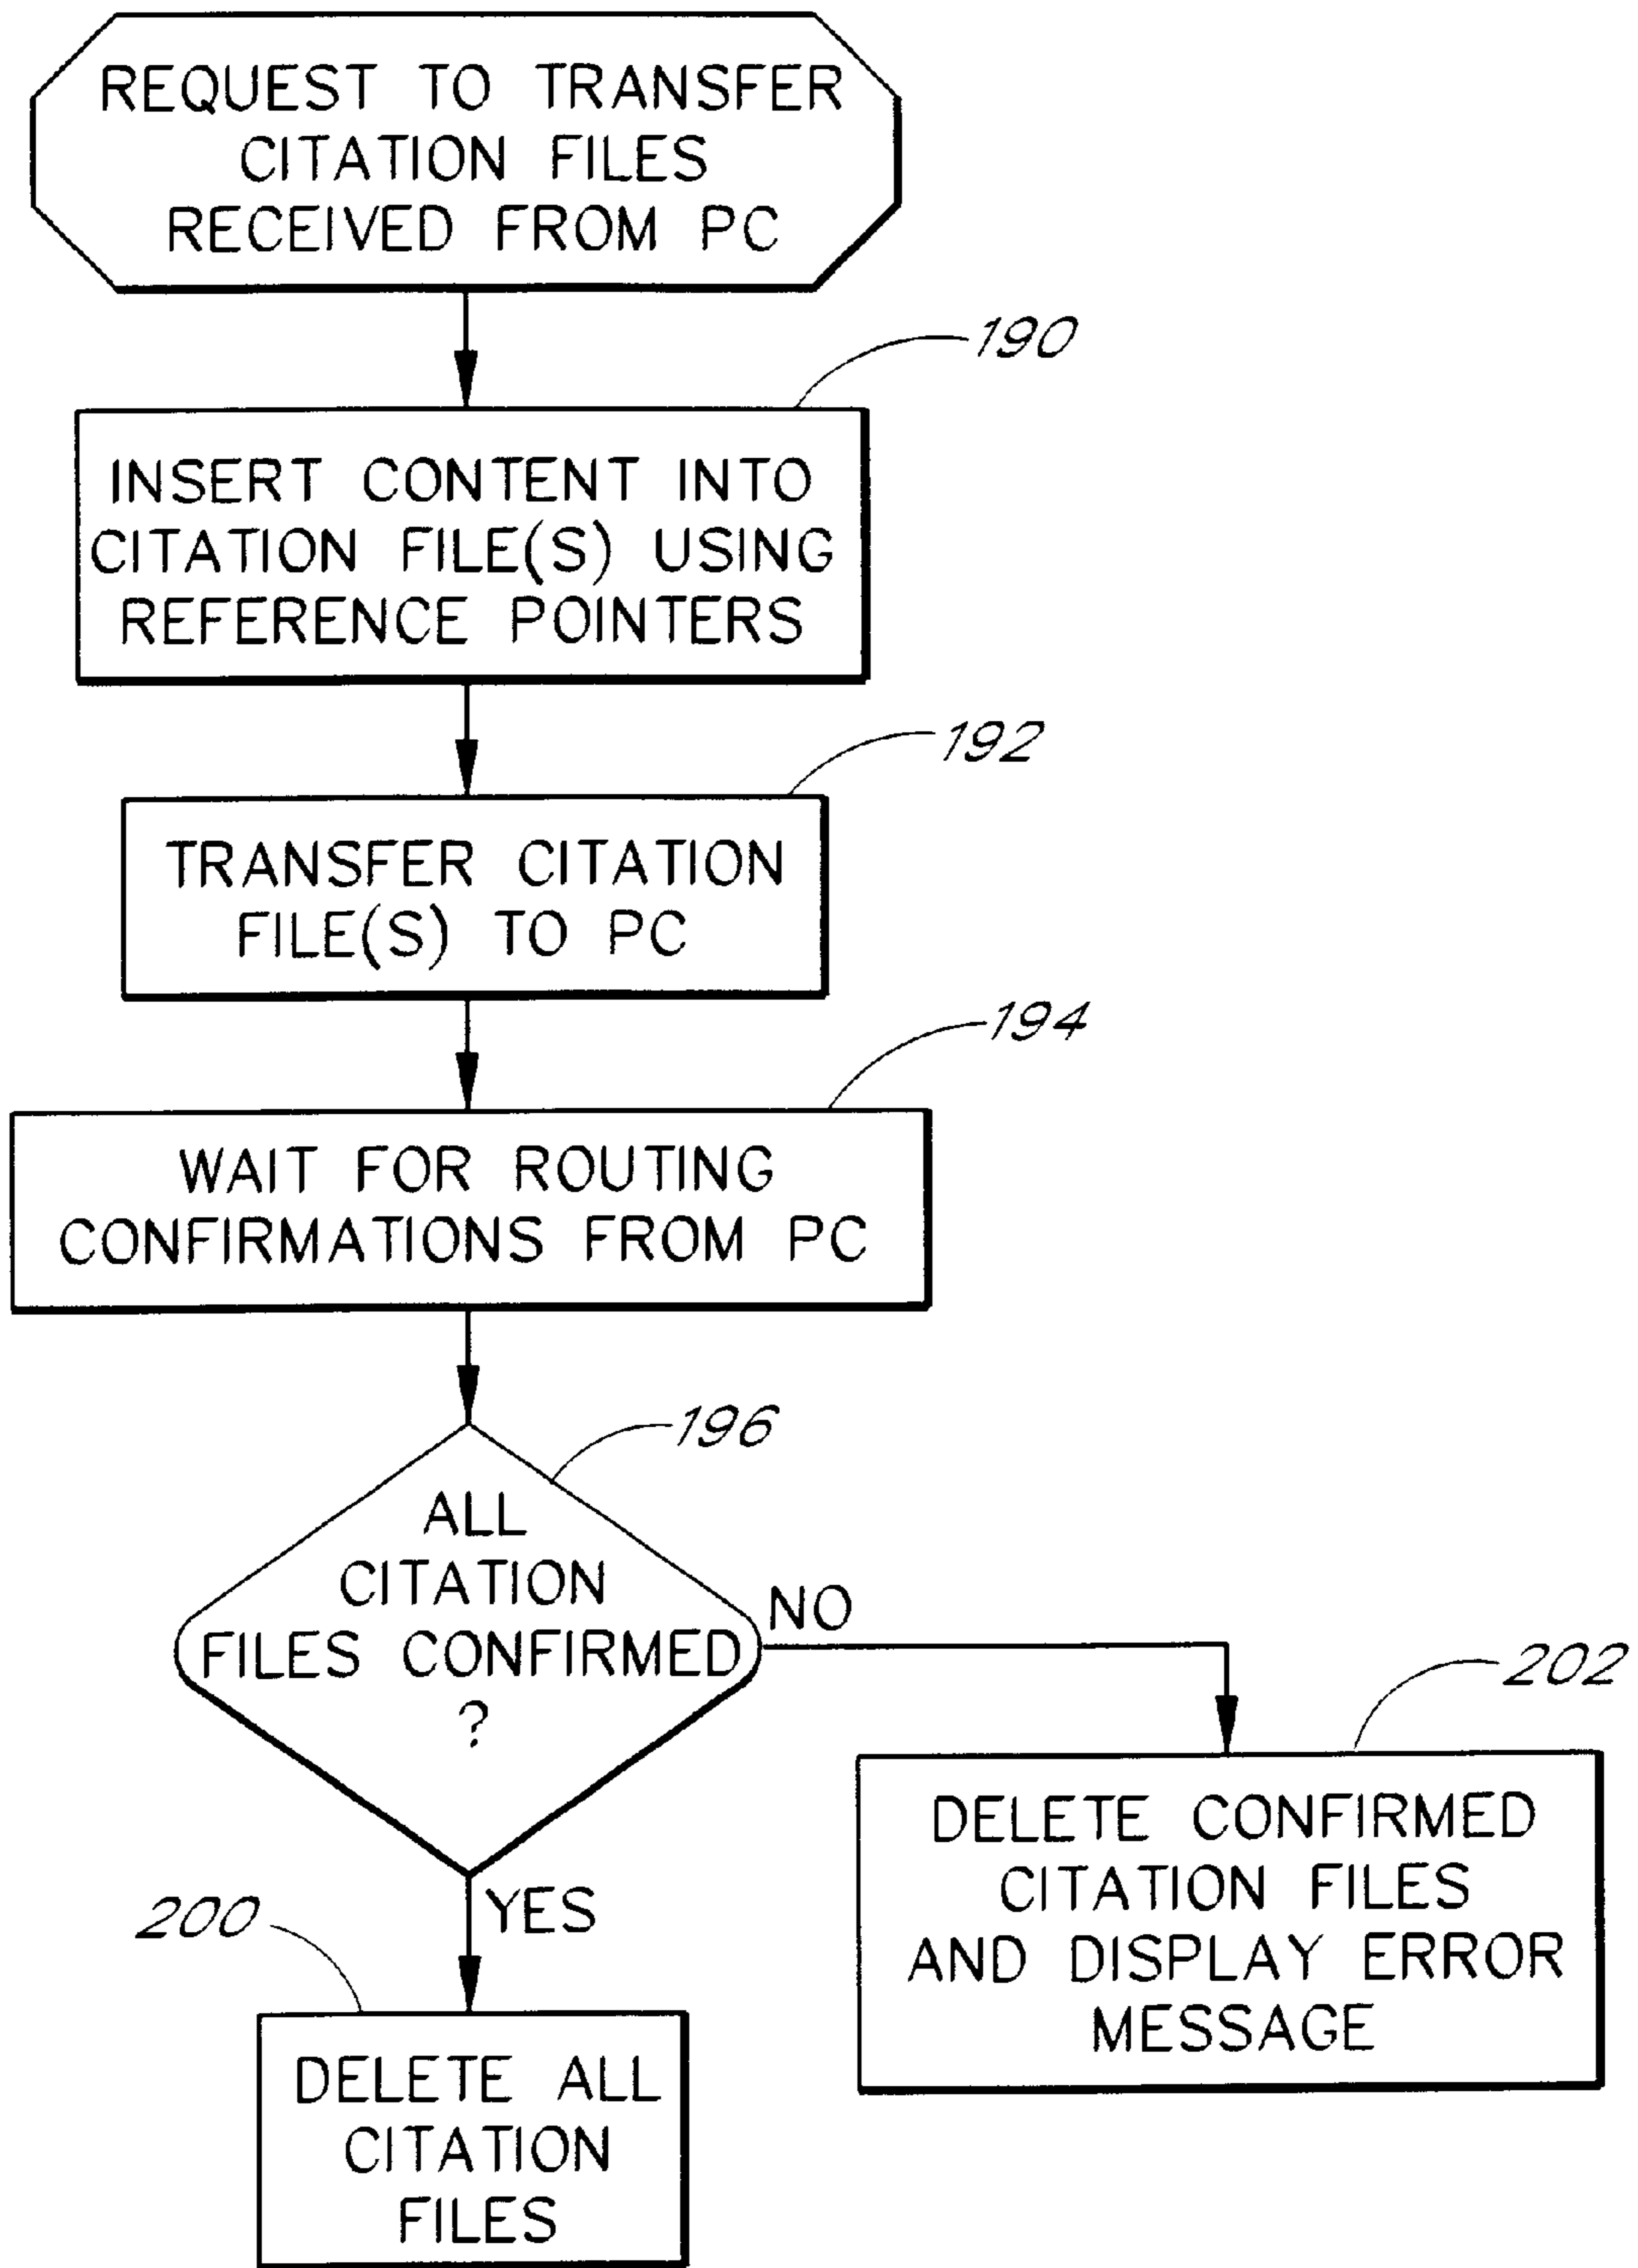 REQUEST TO TRANSFER
CITATION FILES
RECEIVED FROM PC
190
INSERT CONTENT INTO
CITATION FILE(S) USING
REFERENCE POINTERS
192
TRANSFER CITATION
FILE(S) TO PC
194
WAIT FOR ROUTING
CONFIRMATIONS FROM PC
196
ALL
CITATION
FILES CONFIRMED
?
NO
202
DELETE CONFIRMED
CITATION FILES
AND DISPLAY ERROR
MESSAGE
YES
200
DELETE ALL
CITATION
FILES